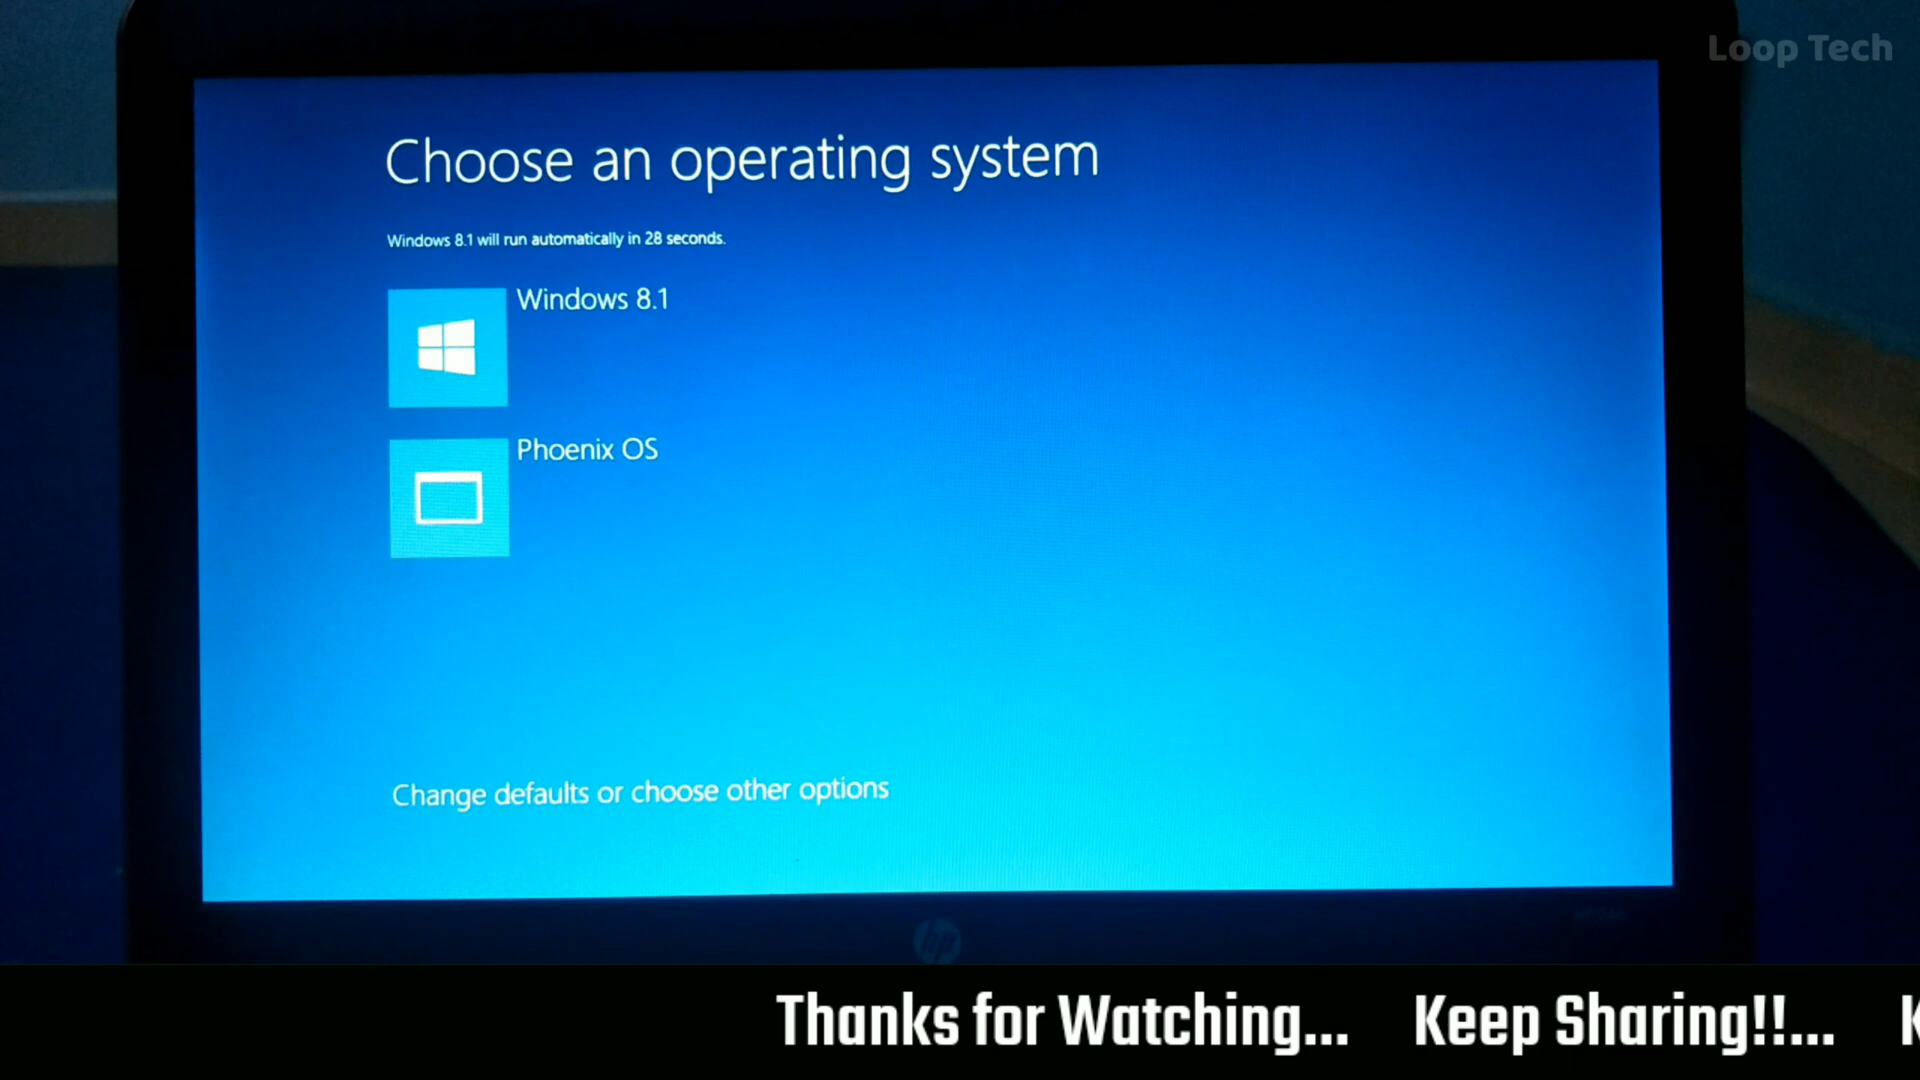 Loop Tech
Choose an operating system
Windows 8.1 will run automatically in 28 seconds.
Windows 8.1
Phoenix OS
Change defaults or choose other options
hp
Thanks for Watching... Keep Sharing!!...